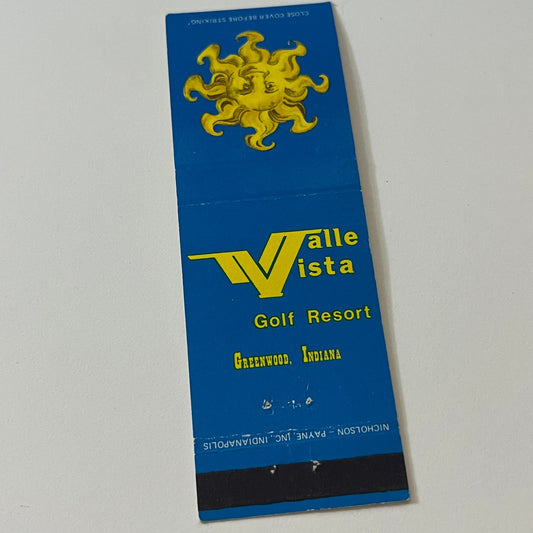 CLOSE COVER BEFORE STRIKING"
Valle
Vista
Golf Resort
GREENWOOD, INDIANA
NICHOLSON - PAYNE, INC. INDIANAPOLIS